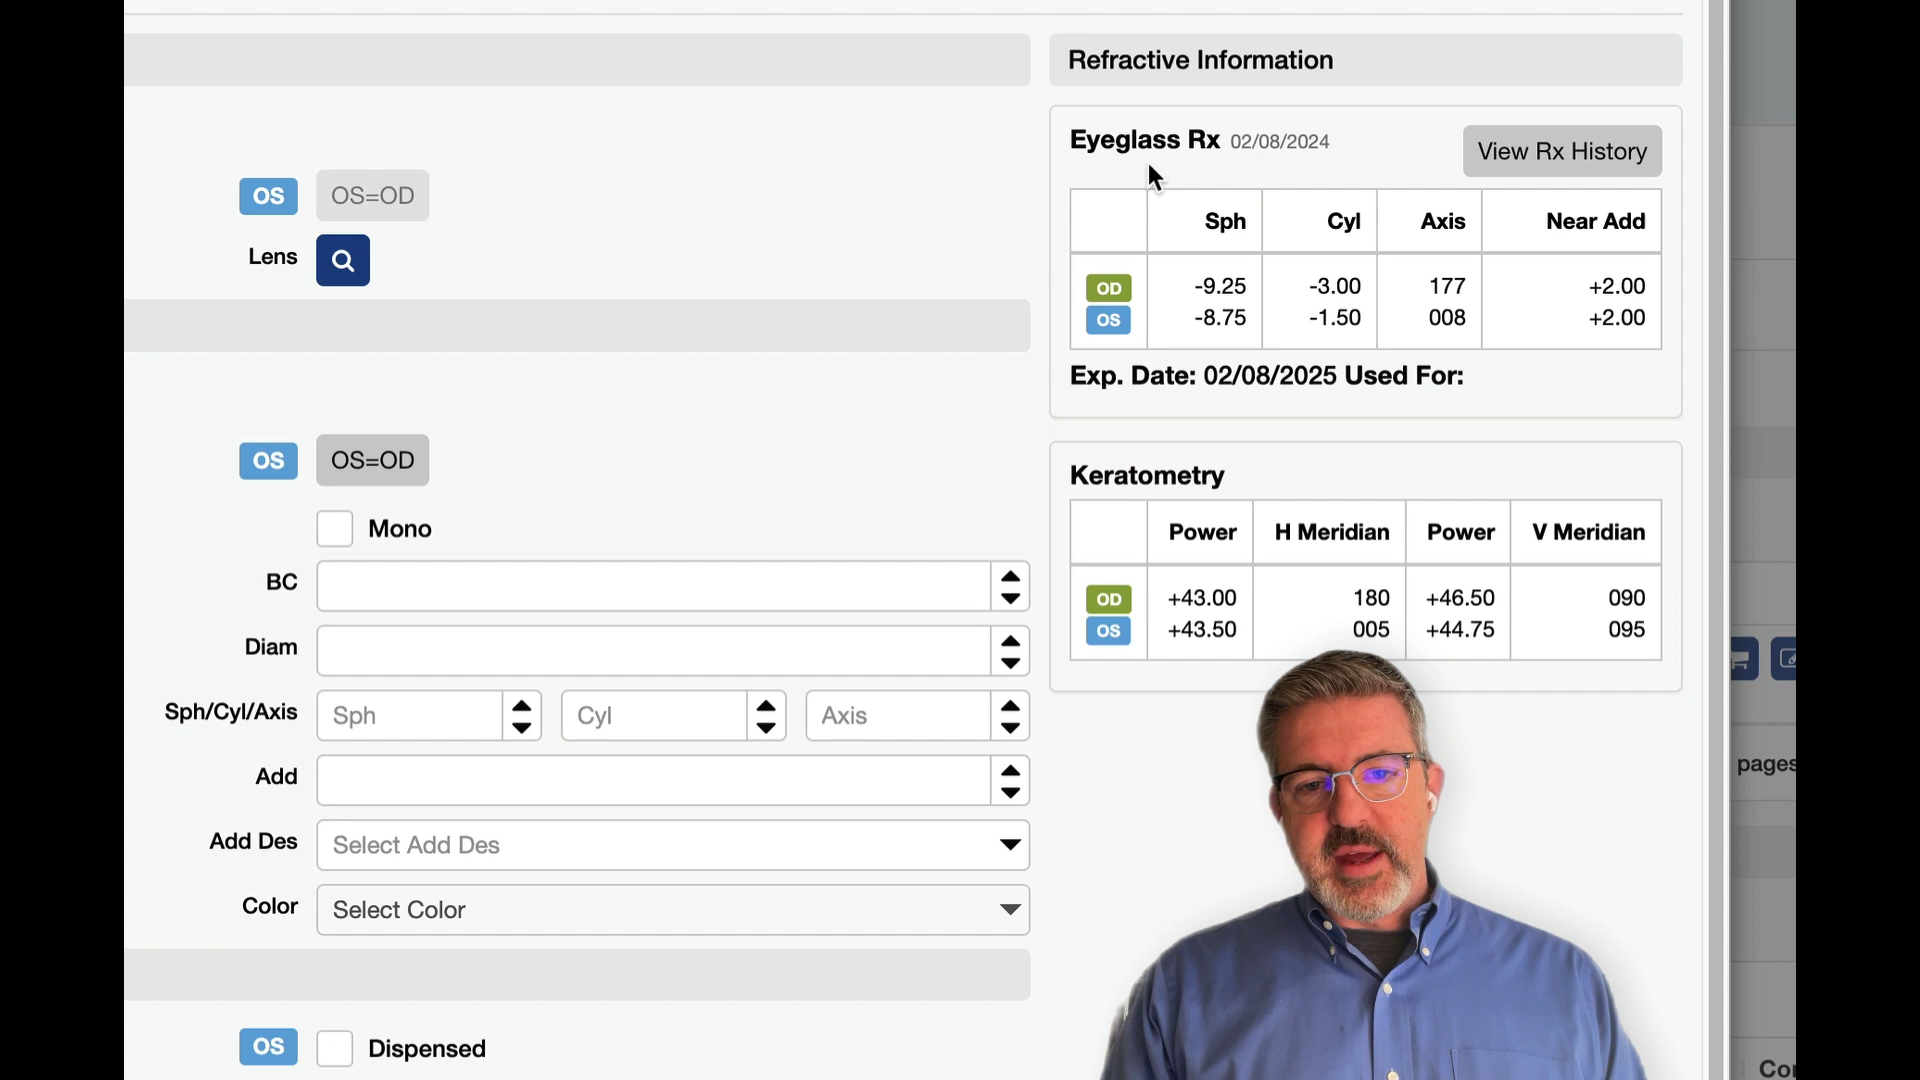 Refractive Information
Eyeglass Rx 02/08/2024
View Rx History
Sph Cyl Axis Near Add
OD -9.25 -3.00 177 +2.00
OS -8.75 -1.50 008 +2.00
Exp. Date: 02/08/2025 Used For:
Keratometry
Power H Meridian Power V Meridian
OD +43.00 180 +46.50 090
OS +43.50 005 +44.75 095
OS OS=OD
Lens
OS OS=OD
Mono
BC
Diam
Sph/Cyl/Axis Sph Cyl Axis
Add
Add Des Select Add Des
Color Select Color
OS Dispensed
pages